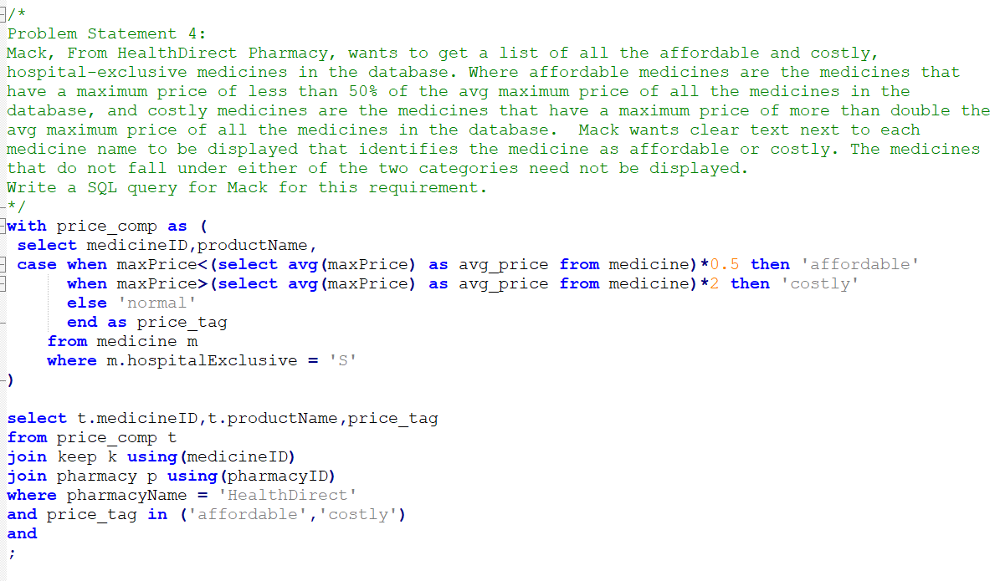 /*
Problem Statement 4:
Mack, From HealthDirect Pharmacy, wants to get a list of all the affordable and costly,
hospital-exclusive medicines in the database. Where affordable medicines are the medicines that
have a maximum price of less than 50% of the avg maximum price of all the medicines in the
database, and costly medicines are the medicines that have a maximum price of more than double the
avg maximum price of all the medicines in the database.  Mack wants clear text next to each
medicine name to be displayed that identifies the medicine as affordable or costly. The medicines
that do not fall under either of the two categories need not be displayed.
Write a SQL query for Mack for this requirement.
*/
with price_comp as (
 select medicineID,productName,
 case when maxPrice<(select avg(maxPrice) as avg_price from medicine)*0.5 then 'affordable'
      when maxPrice>(select avg(maxPrice) as avg_price from medicine)*2 then 'costly'
      else 'normal'
      end as price_tag
    from medicine m
    where m.hospitalExclusive = 'S'
)
select t.medicineID,t.productName,price_tag
from price_comp t
join keep k using(medicineID)
join pharmacy p using(pharmacyID)
where pharmacyName = 'HealthDirect'
and price_tag in ('affordable','costly')
and
;